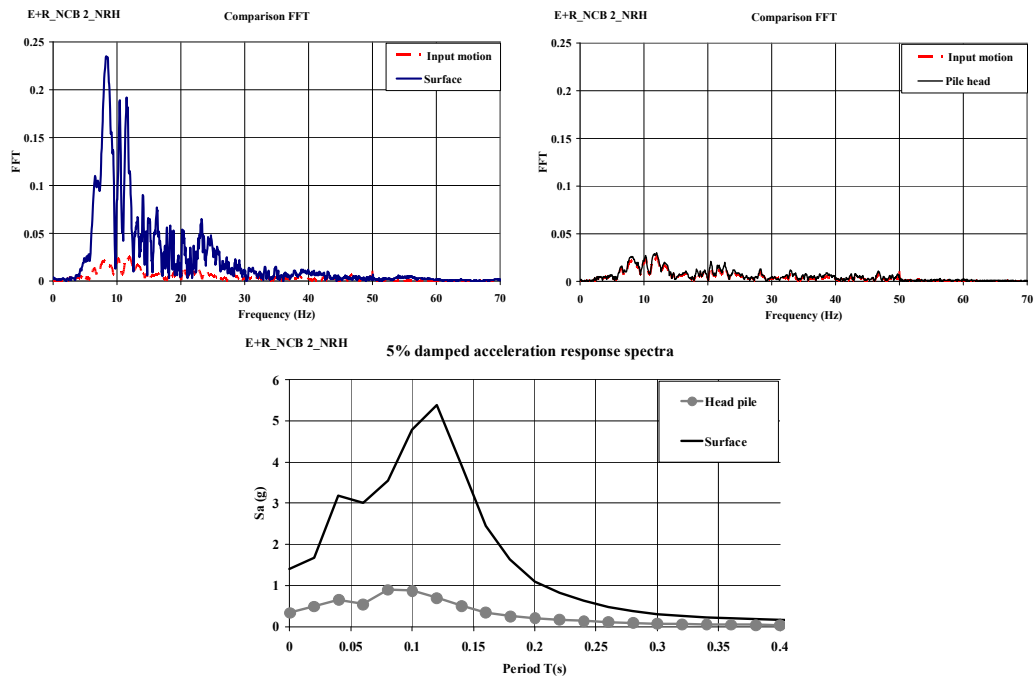 E+R_NCB 2_NRH
Comparison FFT
0.25
0.2
0.15
0.1
0.05
0
FFT
Input motion
Surface
0 10 20 30 40 50 60 70
Frequency (Hz)
E+R_NCB 2_NRH
Comparison FFT
0.25
0.2
0.15
0.1
0.05
0
FFT
Input motion
Pile head
0 10 20 30 40 50 60 70
Frequency (Hz)
E+R_NCB 2_NRH
5% damped acceleration response spectra
6
5
4
3
2
1
0
Sa (g)
Head pile
Surface
0 0.05 0.1 0.15 0.2 0.25 0.3 0.35 0.4
Period T(s)